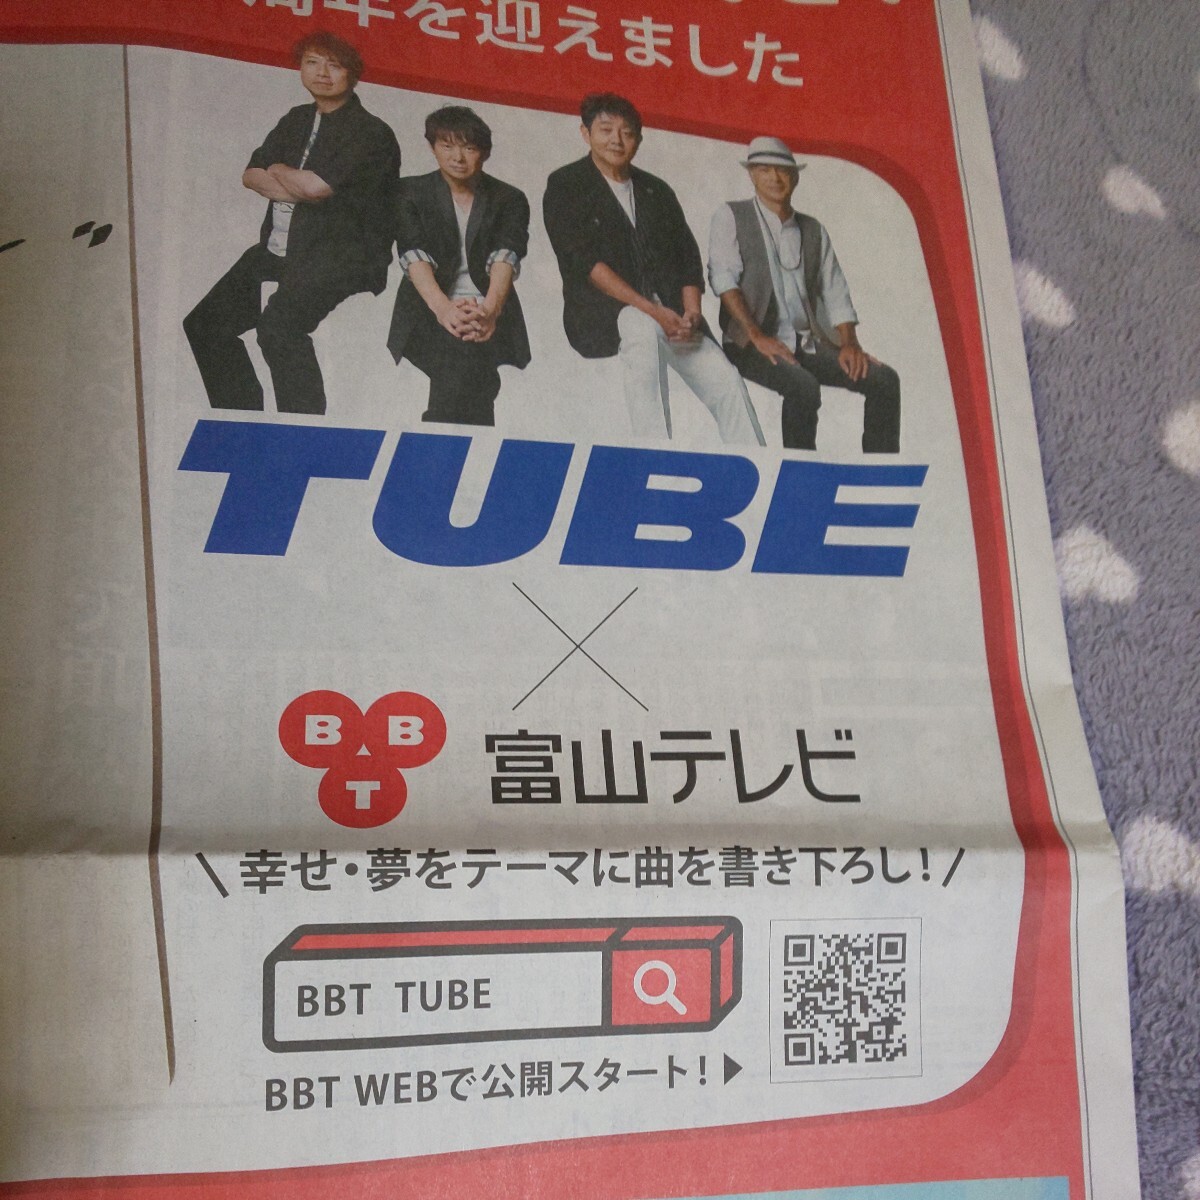 周年を迎えました
TUBE
×
BBT 富山テレビ
\ 幸せ・夢をテーマに曲を書き下ろし! /
BBT TUBE
BBT WEBで公開スタート!▶